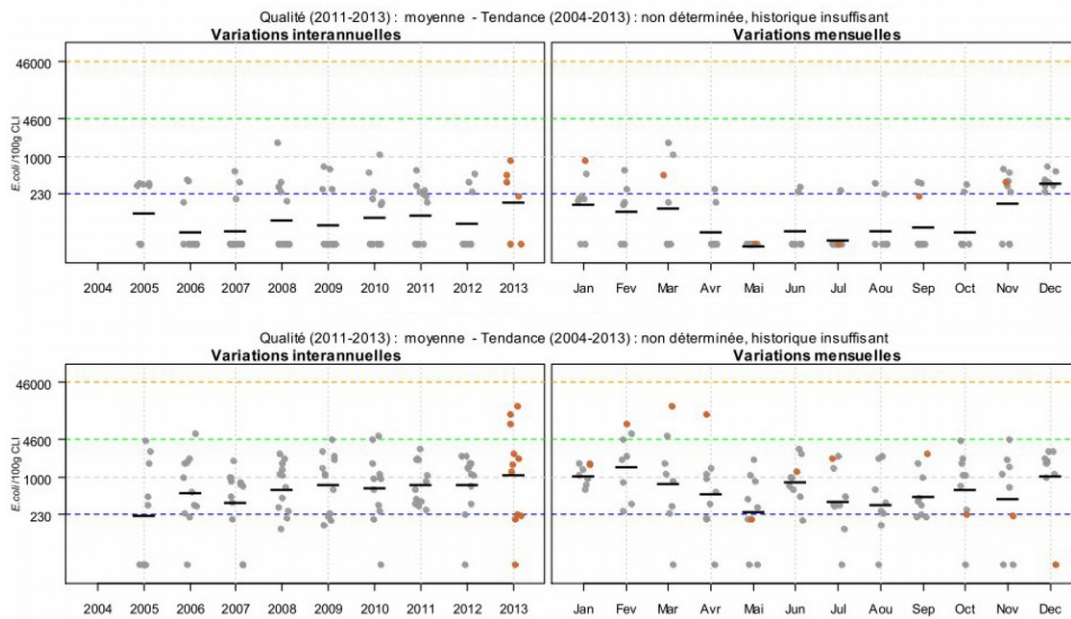 Qualité (2011-2013) : moyenne - Tendance (2004-2013) : non déterminée, historique insuffisant
Variations interannuelles
Variations mensuelles
E.coli/100g CLI
46000
4600
1000
230
2004 2005 2006 2007 2008 2009 2010 2011 2012 2013
Jan Fev Mar Avr Mai Jun Jul Aou Sep Oct Nov Dec
Qualité (2011-2013) : moyenne - Tendance (2004-2013) : non déterminée, historique insuffisant
Variations interannuelles
Variations mensuelles
E.coli/100g CLI
46000
4600
1000
230
2004 2005 2006 2007 2008 2009 2010 2011 2012 2013
Jan Fev Mar Avr Mai Jun Jul Aou Sep Oct Nov Dec